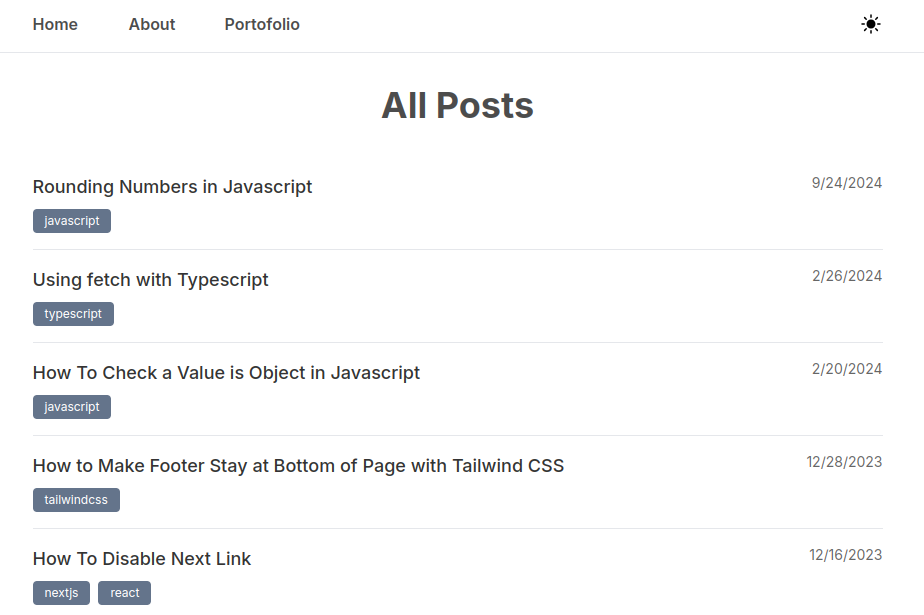 Home About Portofolio
All Posts
Rounding Numbers in Javascript 9/24/2024
javascript
Using fetch with Typescript 2/26/2024
typescript
How To Check a Value is Object in Javascript 2/20/2024
javascript
How to Make Footer Stay at Bottom of Page with Tailwind CSS 12/28/2023
tailwindcss
How To Disable Next Link 12/16/2023
nextjs react